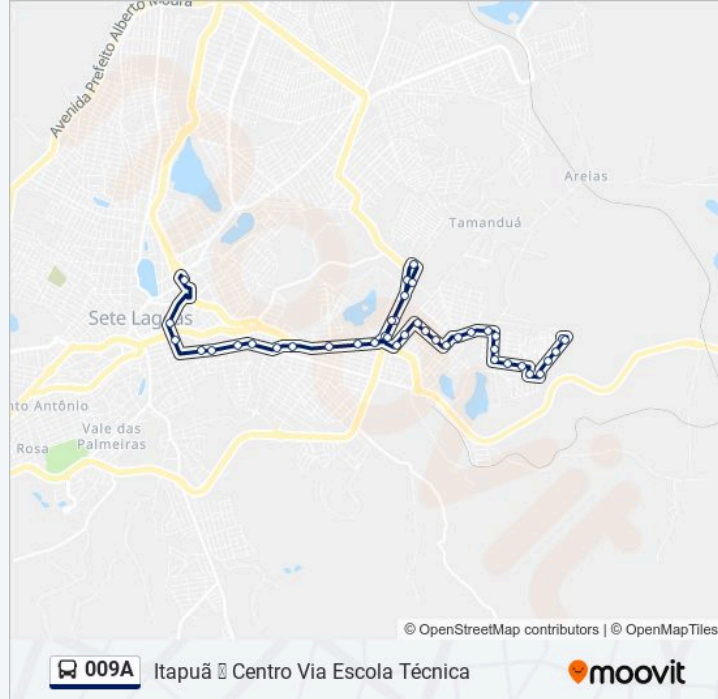 Avenida Prefeito Alberto Moura
Areias
Tamanduá
Sete Lagoas
nto Antônio
Vale das
Palmeiras
Rosa
© OpenStreetMap contributors | © OpenMapTiles
009A
Itapuã ⍰ Centro Via Escola Técnica
moovit